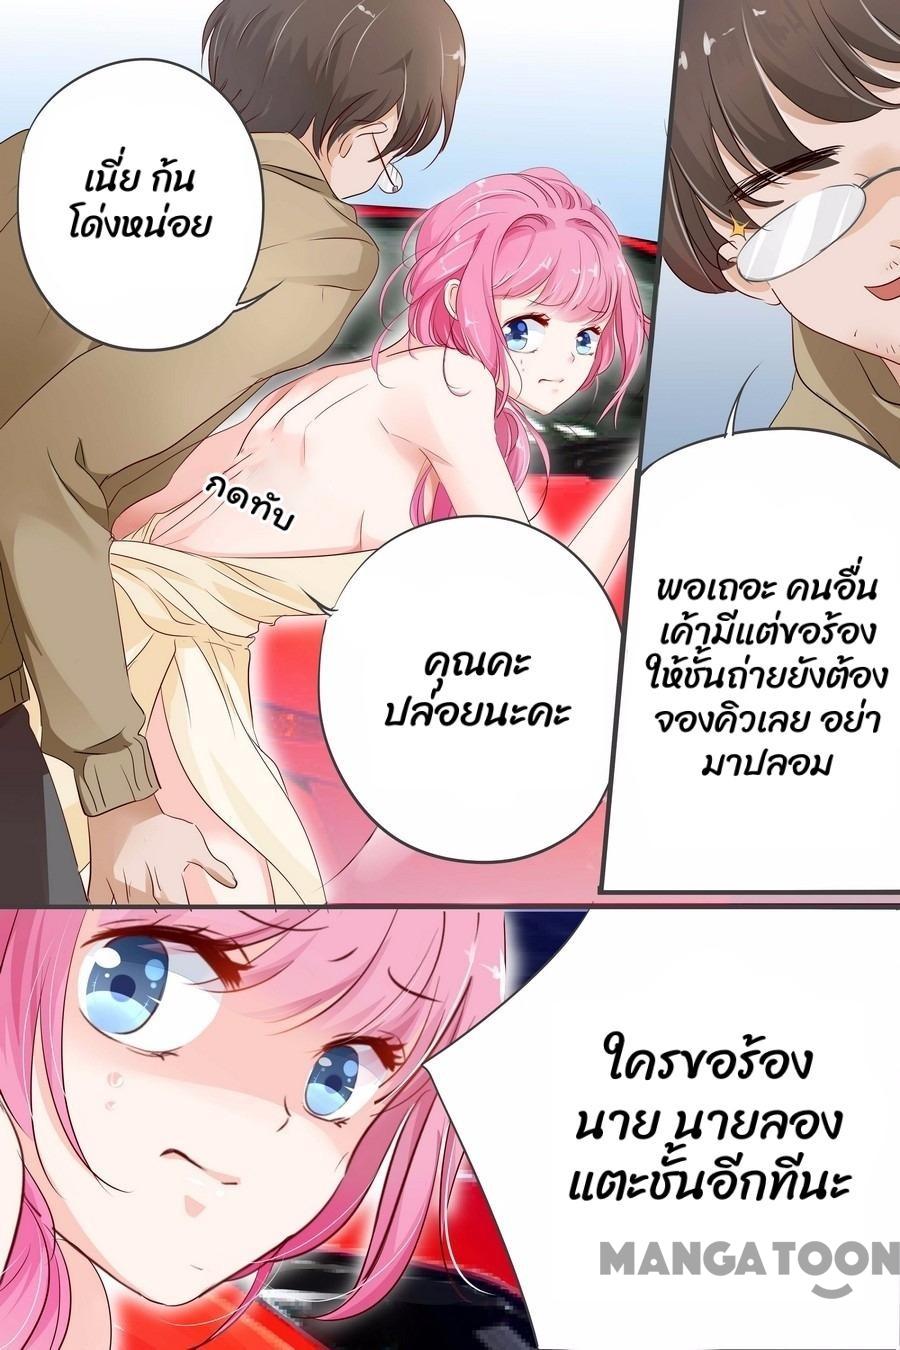 เนี่ย ก้น
โด่งหน่อย
กดทับ
คุณคะ
ปล่อยนะคะ
พอเถอะ คนอื่น
เค้ามีแต่ขอร้อง
ให้ชั้นถ่ายยังต้อง
จองคิวเลย อย่า
มาปลอม
ใครขอร้อง
นาย นายลอง
แตะชั้นอีกทีนะ
MANGATOON